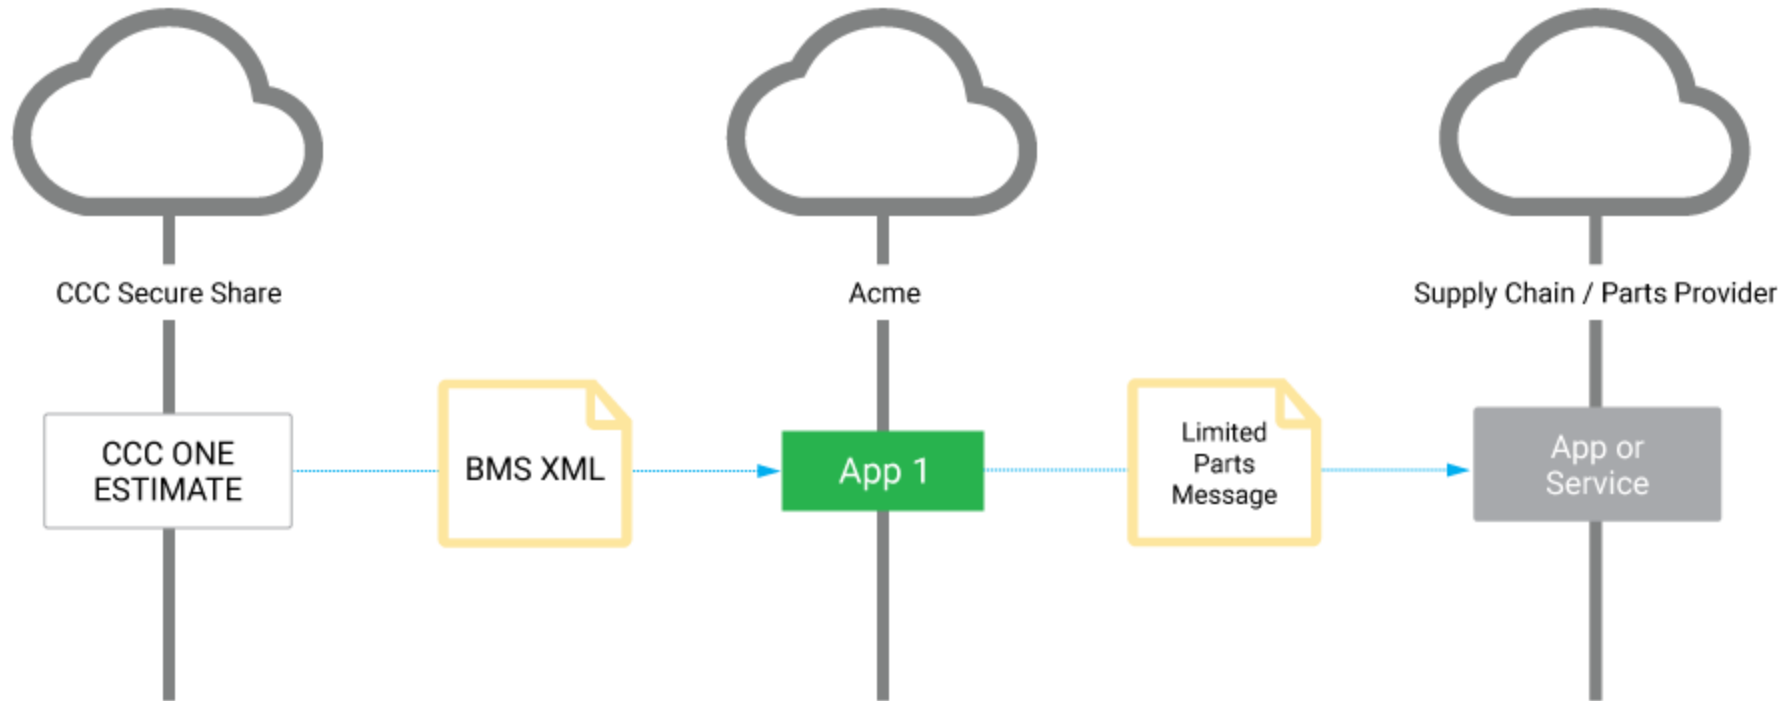 CCC Secure Share
Acme
Supply Chain / Parts Provider
CCC ONE
ESTIMATE
BMS XML
App 1
Limited
Parts
Message
App or
Service